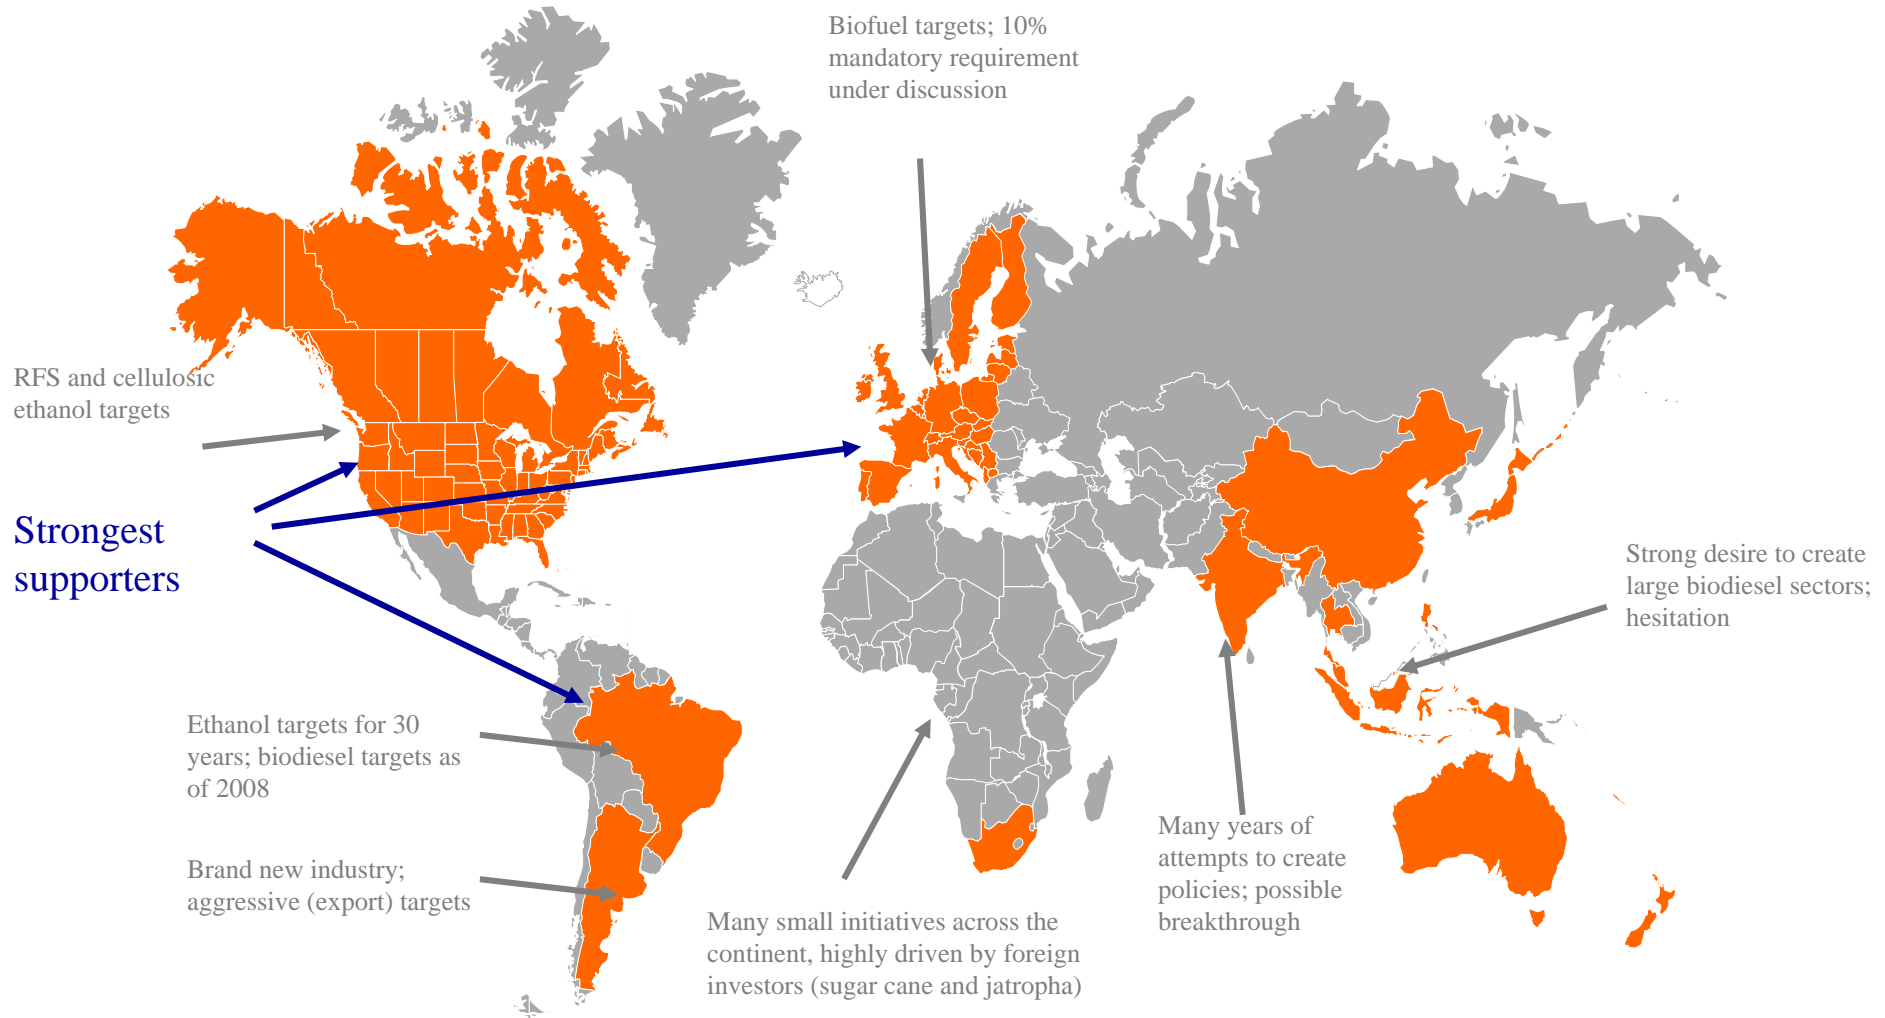 Biofuel targets; 10%
mandatory requirement
under discussion
RFS and cellulosic
ethanol targets
Strongest
supporters
Strong desire to create
large biodiesel sectors;
hesitation
Ethanol targets for 30
years; biodiesel targets as
of 2008
Brand new industry;
aggressive (export) targets
Many small initiatives across the
continent, highly driven by foreign
investors (sugar cane and jatropha)
Many years of
attempts to create
policies; possible
breakthrough